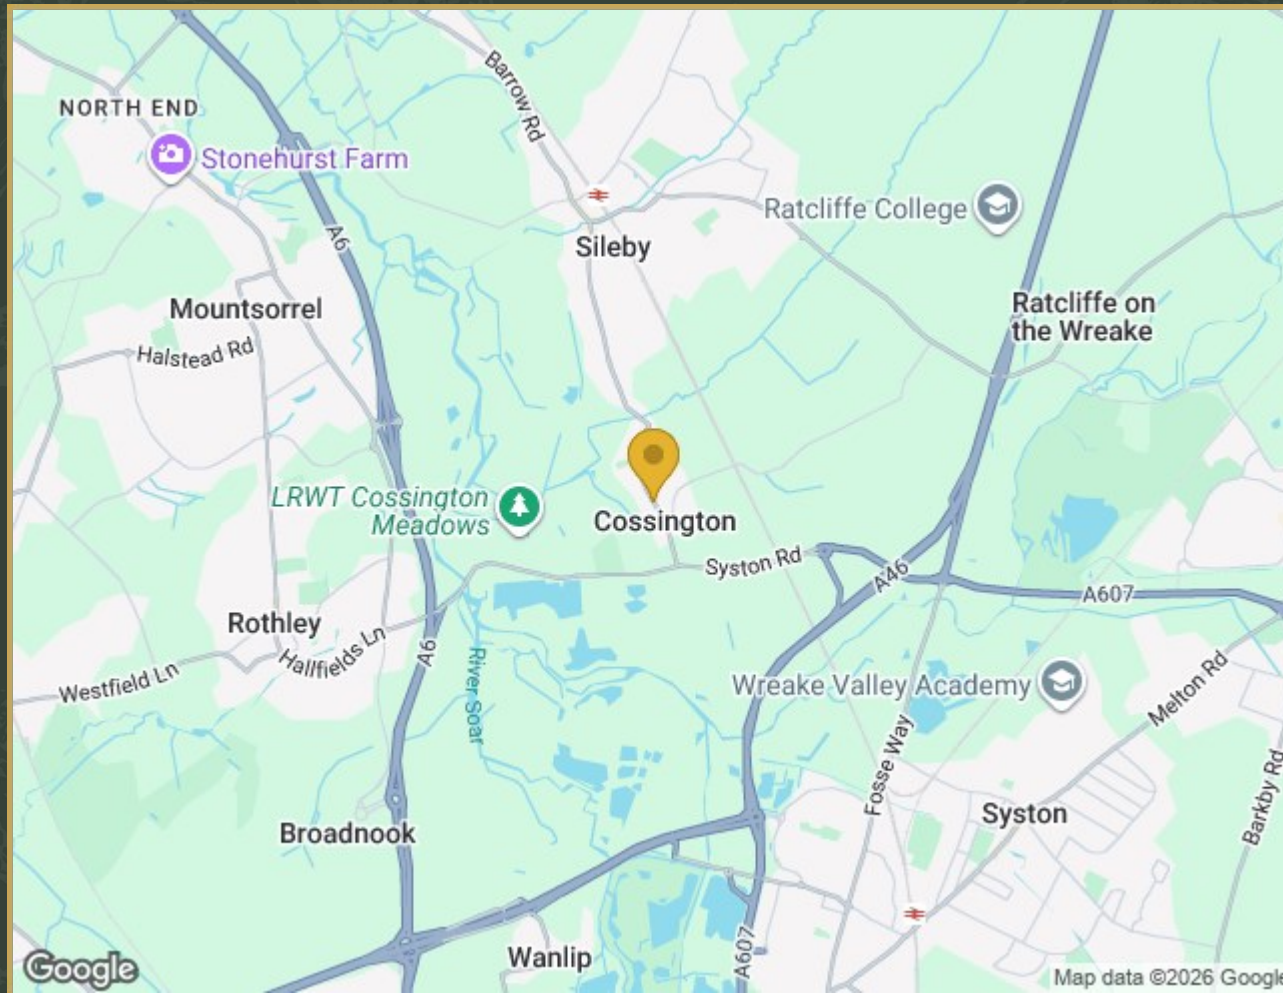 Barrow Rd
NORTH END
Stonehurst Farm
Ratcliffe College
A6
Sileby
Mountsorrel
Ratcliffe on
the Wreake
Halstead Rd
LRWT Cossington
Meadows
Cossington
Syston Rd
A46
A607
Rothley
Hallfields Ln
A6
Westfield Ln
River Soar
Wreake Valley Academy
Melton Rd
Fosse Way
Syston
Barkby Rd
Broadnook
Wanlip
A607
Google
Map data ©2026 Google